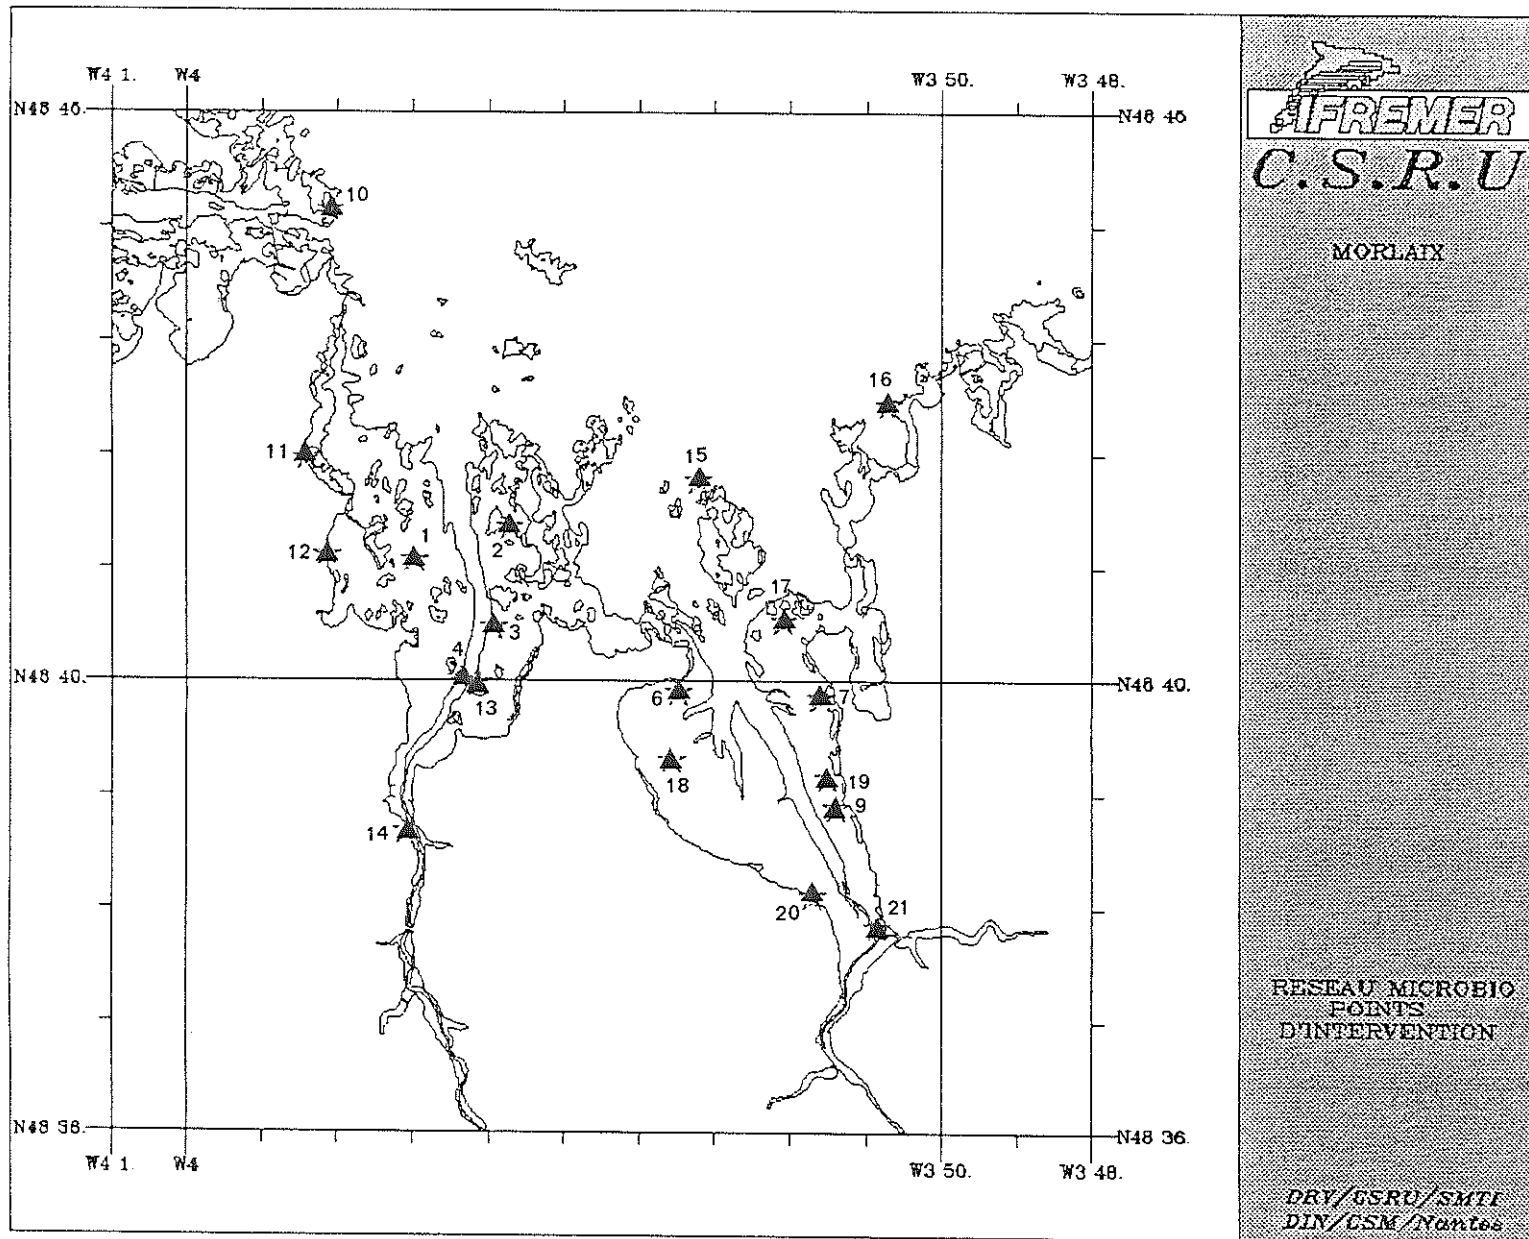 W4 1. W4 W3 50. W3 48.
N48 45. N48 45
10
16
11
15
2
1
12
17
3
4
N48 40. N48 40.
6
7
13
18
19
9
14
20
21
N48 36. N48 36.
W4 1. W4 W3 50. W3 48.
IFREMER
C.S.R.U
MORLAIX
RESEAU MICROBIO
POINTS
D'INTERVENTION
DRV/CSRU/SMTI
DIN/CSM/Nantes